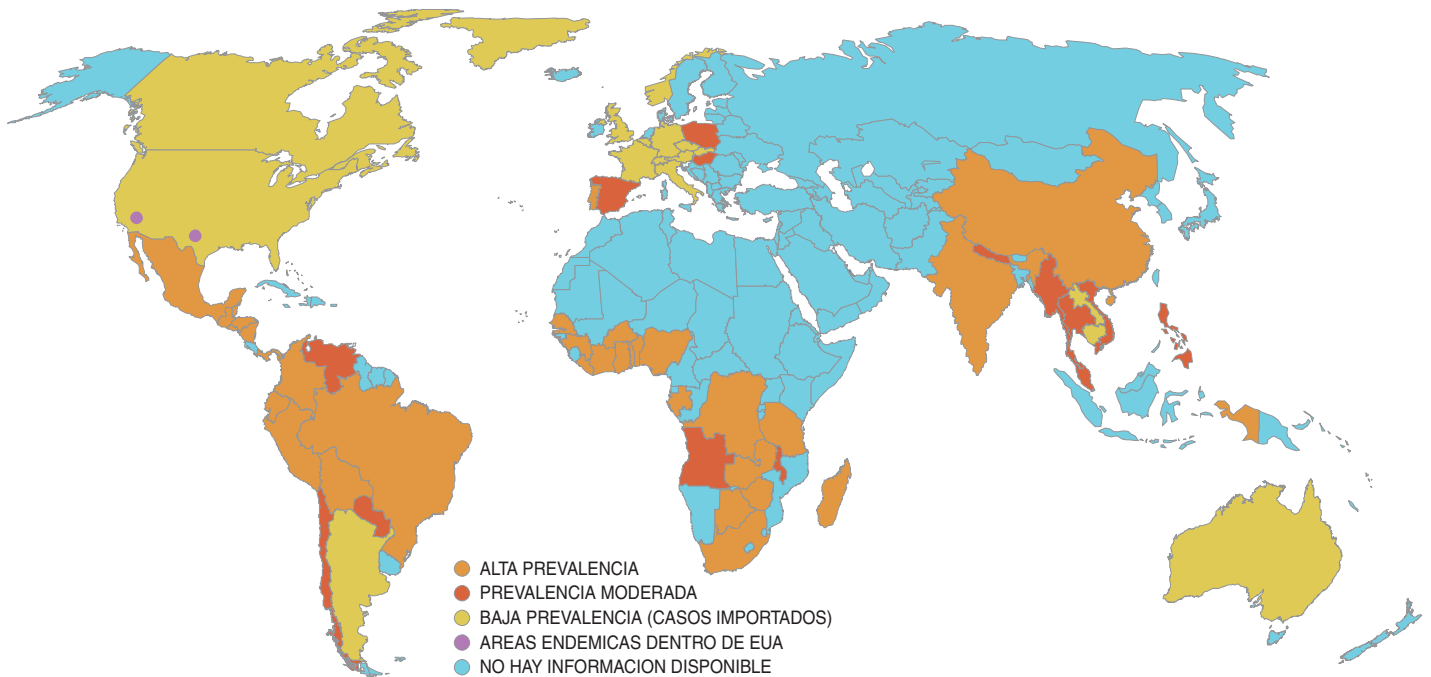 ALTA PREVALENCIA
PREVALENCIA MODERADA
BAJA PREVALENCIA (CASOS IMPORTADOS)
AREAS ENDEMICAS DENTRO DE EUA
NO HAY INFORMACION DISPONIBLE